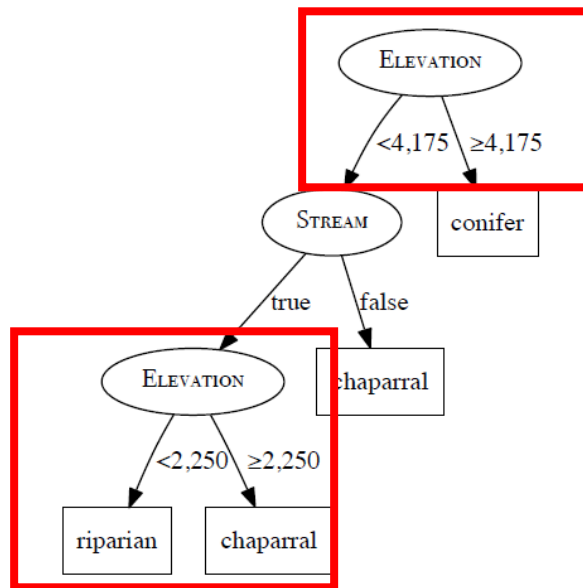 ELEVATION
<4,175 ≥4,175
STREAM conifer
true false
ELEVATION chaparral
<2,250 ≥2,250
riparian chaparral